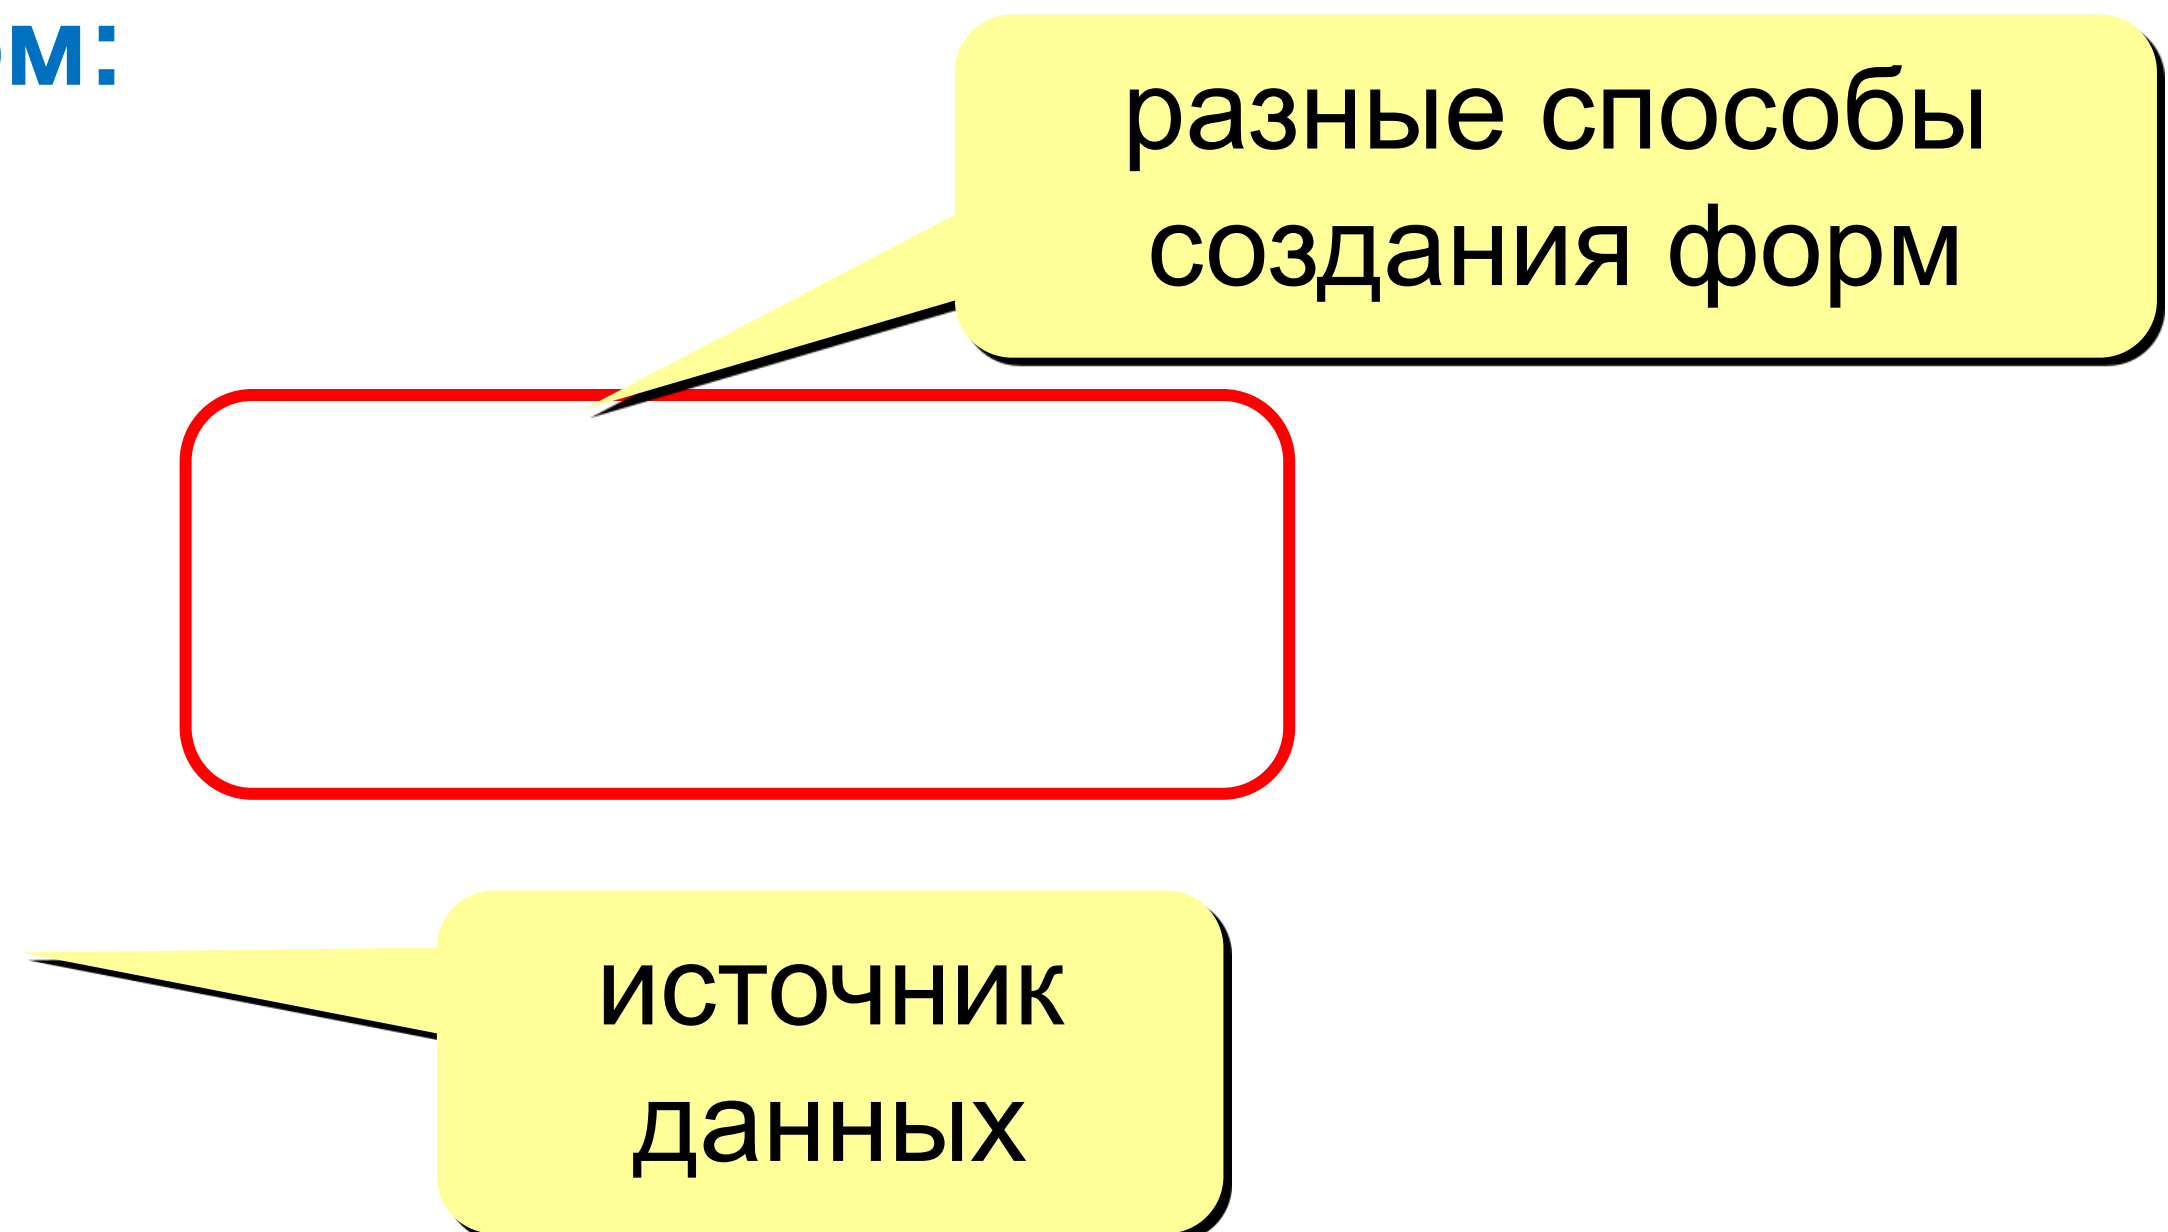 м:
разные способы
создания форм
источник
данных